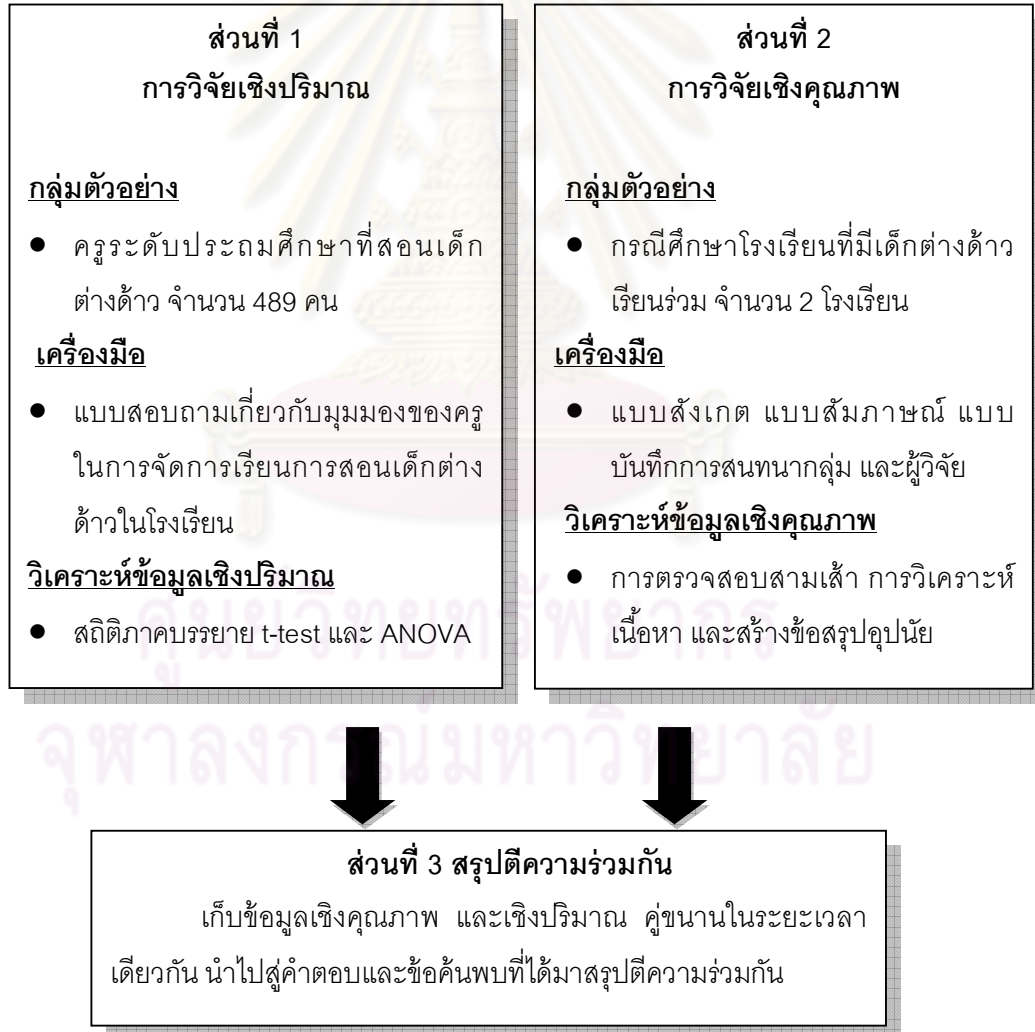 ส่วนที่ 1
การวิจัยเชิงปริมาณ
กลุ่มตัวอย่าง
● ครูระดับประถมศึกษาที่สอนเด็ก
ต่างด้าว จำนวน 489 คน
เครื่องมือ
● แบบสอบถามเกี่ยวกับมุมมองของครู
ในการจัดการเรียนการสอนเด็กต่าง
ด้าวในโรงเรียน
วิเคราะห์ข้อมูลเชิงปริมาณ
● สถิติภาคบรรยาย t-test และ ANOVA
ส่วนที่ 2
การวิจัยเชิงคุณภาพ
กลุ่มตัวอย่าง
● กรณีศึกษาโรงเรียนที่มีเด็กต่างด้าว
เรียนร่วม จำนวน 2 โรงเรียน
เครื่องมือ
● แบบสังเกต แบบสัมภาษณ์ แบบ
บันทึกการสนทนากลุ่ม และผู้วิจัย
วิเคราะห์ข้อมูลเชิงคุณภาพ
● การตรวจสอบสามเส้า การวิเคราะห์
เนื้อหา และสร้างข้อสรุปอุปนัย
ศูนย์วิทยทรัพยากร
จุฬาลงกรณ์มหาวิทยาลัย
ส่วนที่ 3 สรุปตีความร่วมกัน
เก็บข้อมูลเชิงคุณภาพ และเชิงปริมาณ คู่ขนานในระยะเวลา
เดียวกัน นำไปสู่คำตอบและข้อค้นพบที่ได้มาสรุปตีความร่วมกัน